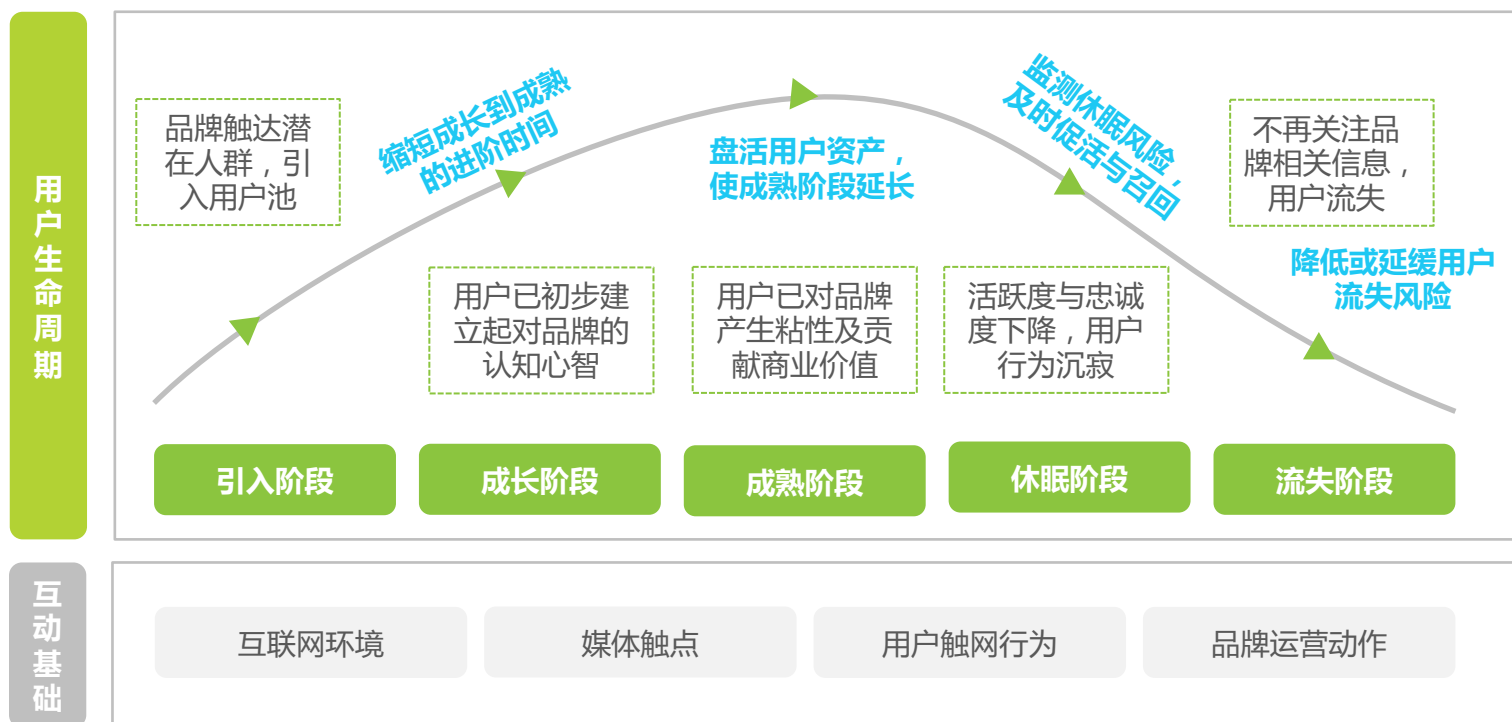 用户生命周期
品牌触达潜
在人群，引
入用户池
缩短成长到成熟
的进阶时间
盘活用户资产，
使成熟阶段延长
监测休眠风险，
及时促活与召回
不再关注品
牌相关信息，
用户流失
降低或延缓用户
流失风险
用户已初步建
立起对品牌的
认知心智
用户已对品牌
产生粘性及贡
献商业价值
活跃度与忠诚
度下降，用户
行为沉寂
引入阶段
成长阶段
成熟阶段
休眠阶段
流失阶段
互动基础
互联网环境
媒体触点
用户触网行为
品牌运营动作